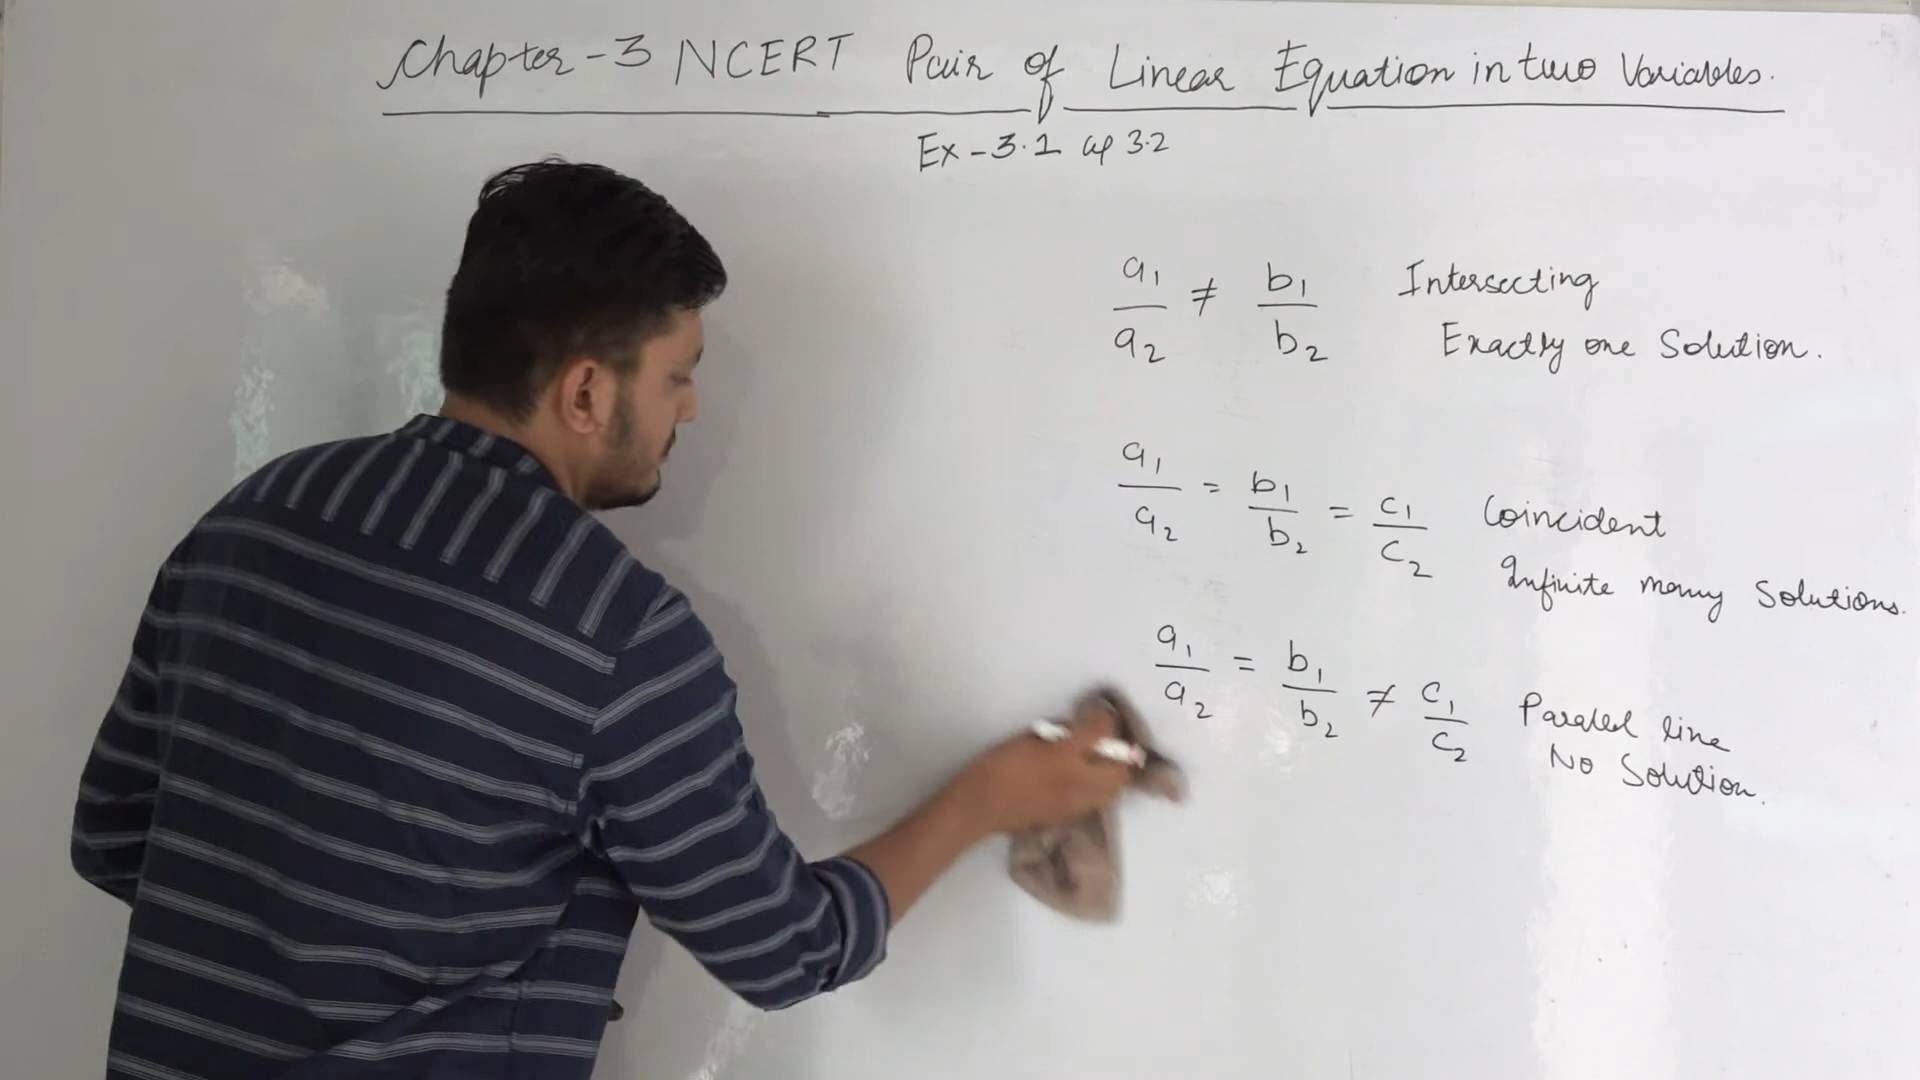 Chapter-3 NCERT Pair of Linear Equation in two Variables.
Ex-3.1 & 3.2
a₁/a₂ ≠ b₁/b₂ Intersecting
Exactly one Solution.
a₁/a₂ = b₁/b₂ = c₁/c₂ Coincident
Infinite many Solutions.
a₁/a₂ = b₁/b₂ ≠ c₁/c₂ Parallel line
No Solution.